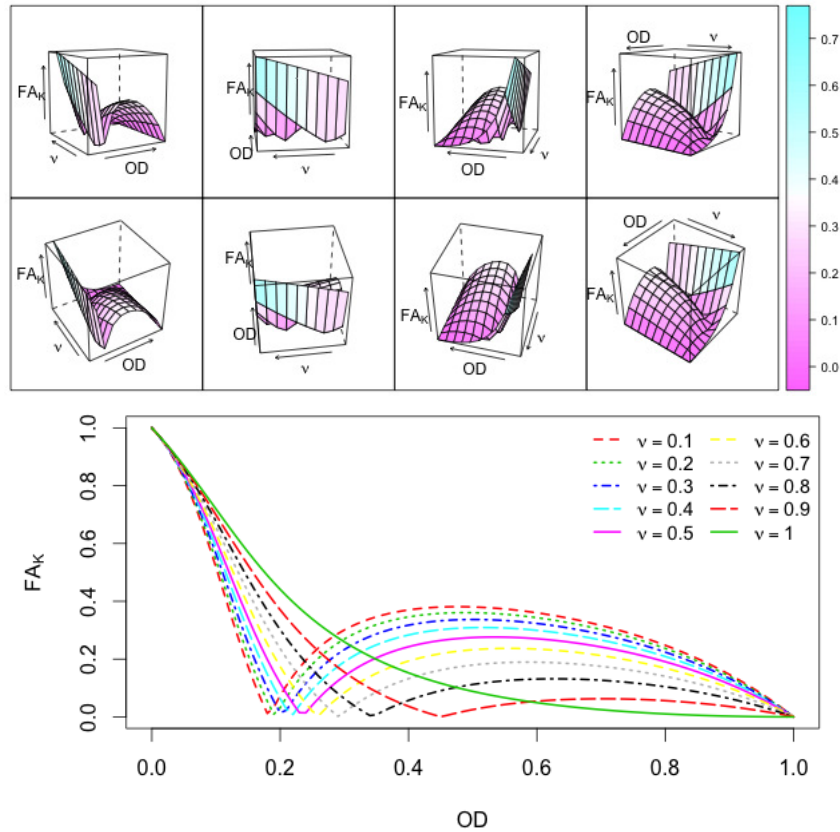 FA_K ν OD
FA_K OD ν
FA_K OD ν
OD ν FA_K
0.7
0.6
0.5
0.4
0.3
0.2
0.1
0.0
FA_K ν OD
FA_K OD ν
FA_K OD ν
OD ν FA_K
1.0
0.8
0.6
0.4
0.2
0.0
FA_K
ν = 0.1 ν = 0.6
ν = 0.2 ν = 0.7
ν = 0.3 ν = 0.8
ν = 0.4 ν = 0.9
ν = 0.5 ν = 1
0.0 0.2 0.4 0.6 0.8 1.0
OD